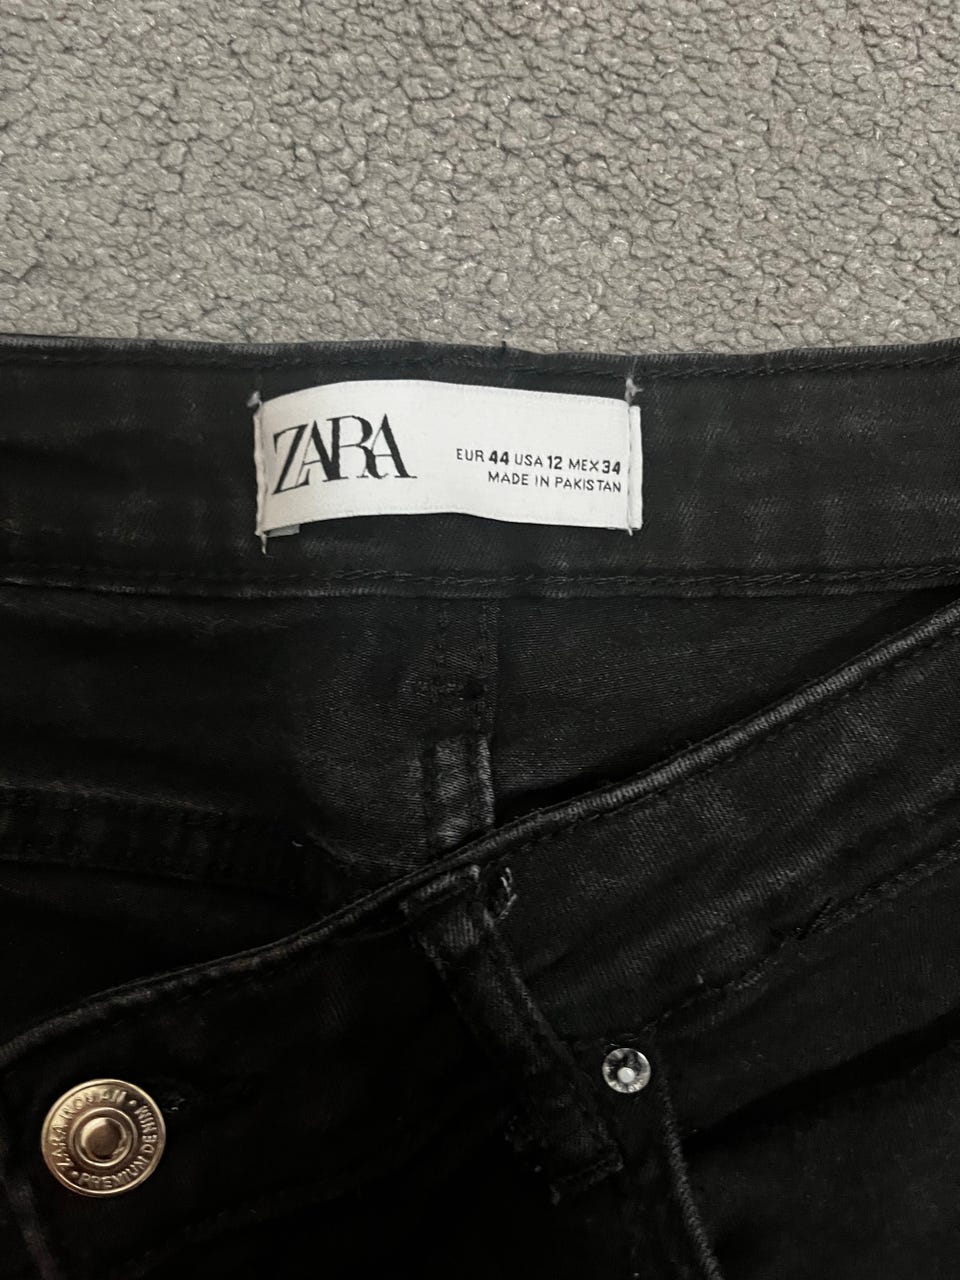 ZARA
EUR 44 USA 12 MEX 34
MADE IN PAKISTAN
ZARA WOMAN • PREMIUM DENIM •